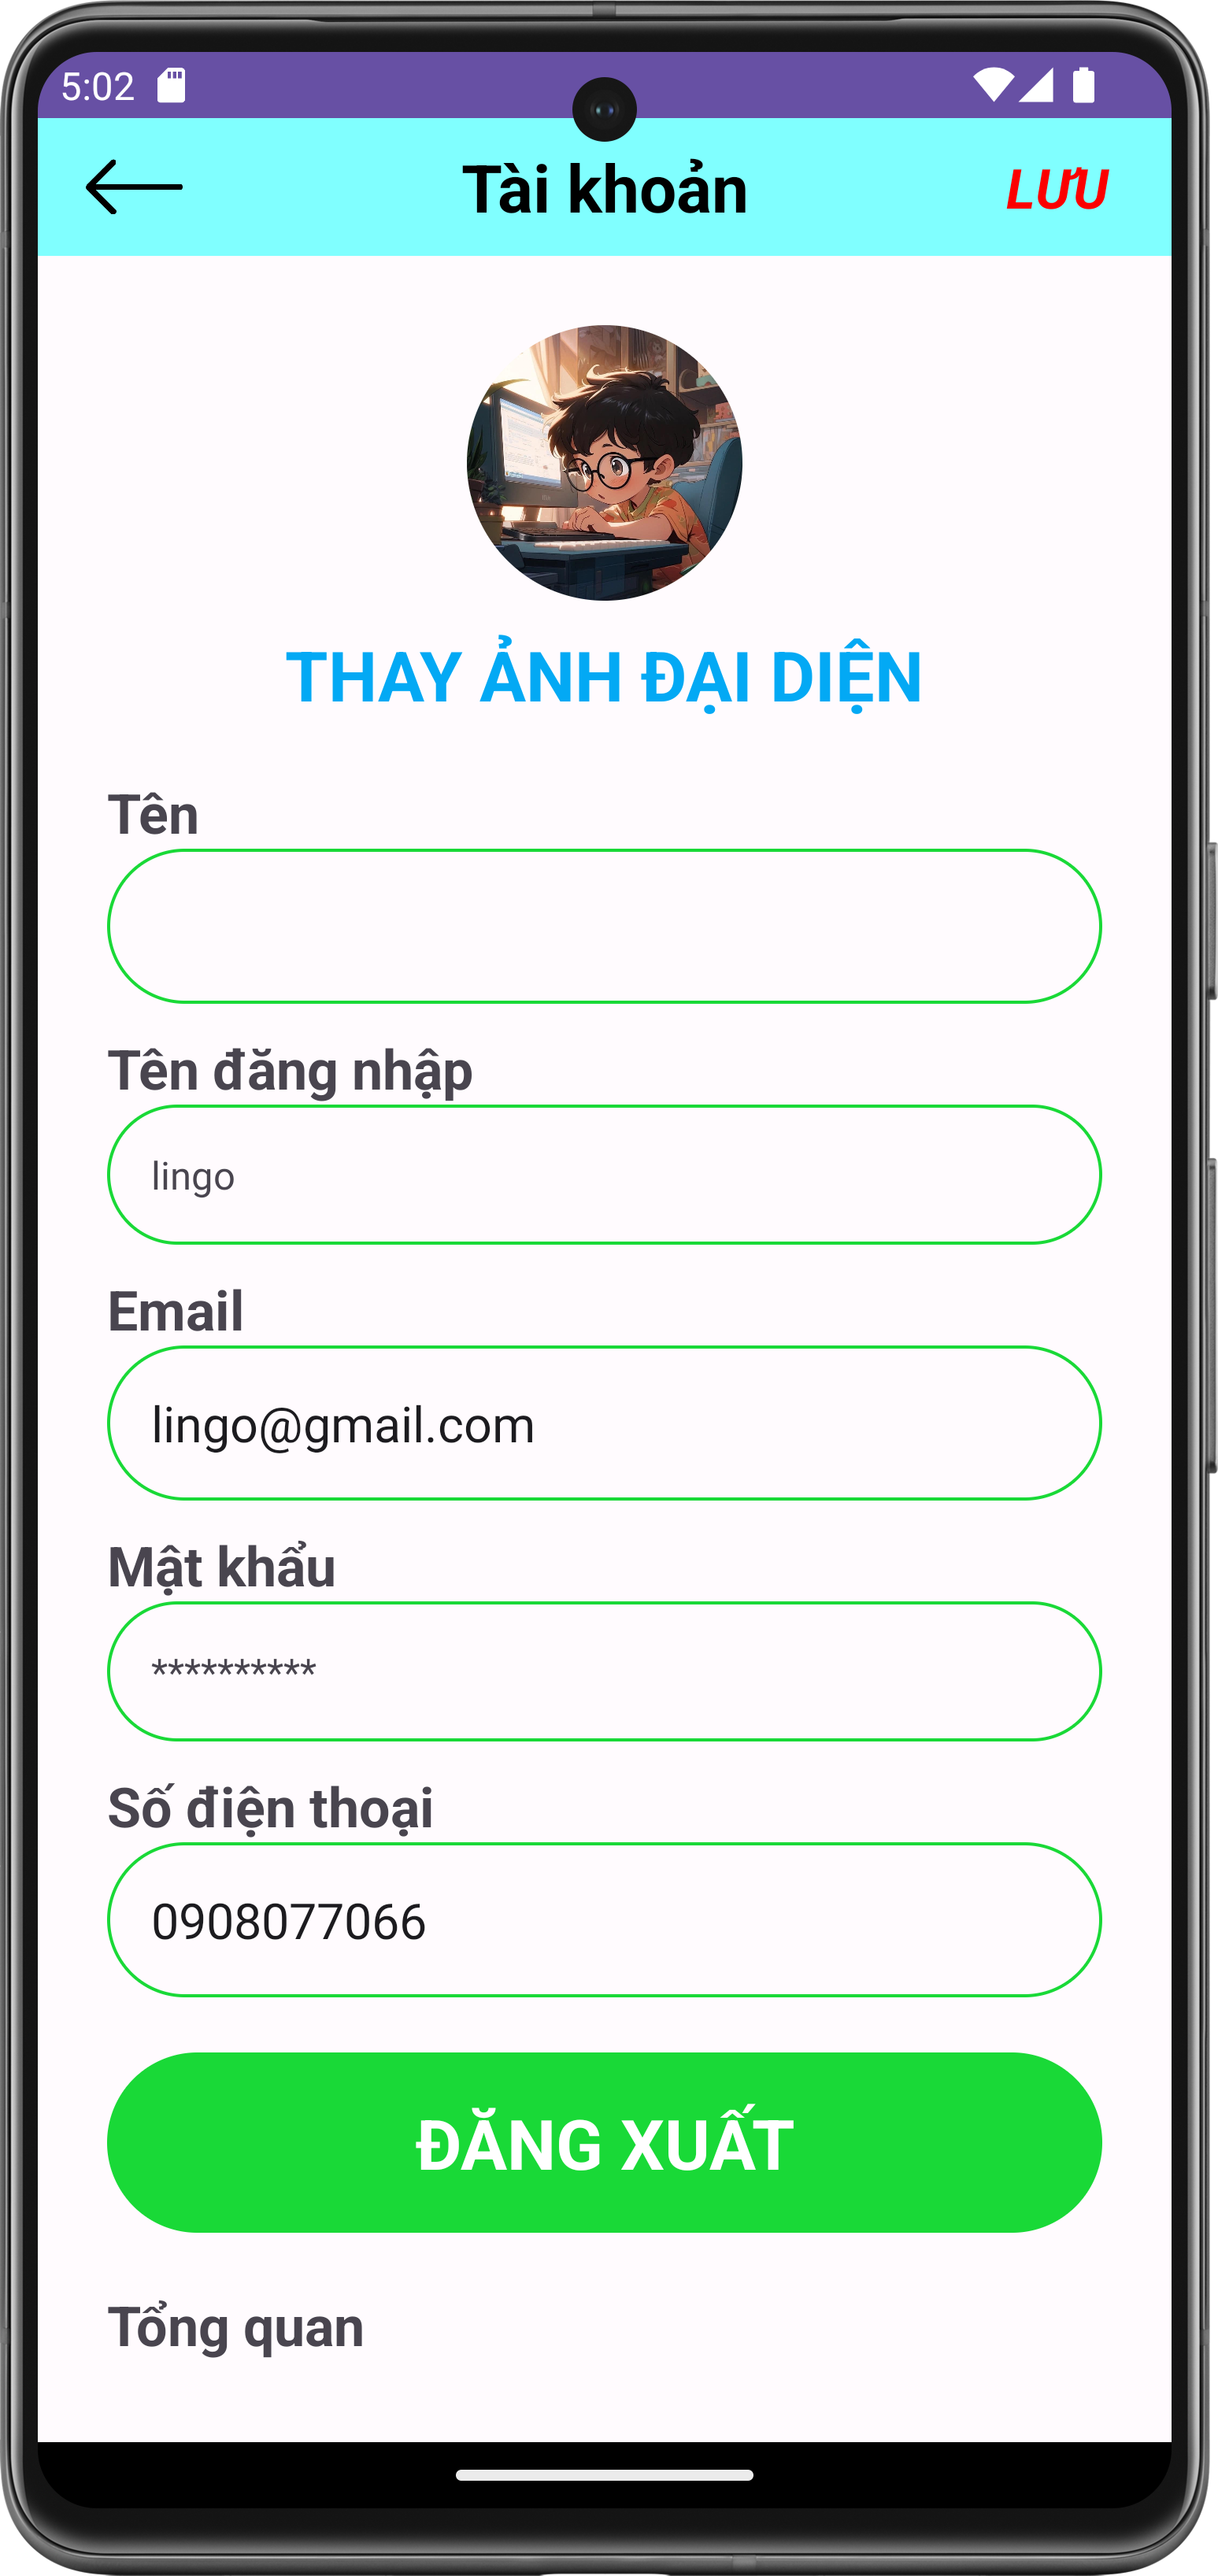 5:02
Tài khoản
LƯU
THAY ẢNH ĐẠI DIỆN
Tên
Tên đăng nhập
lingo
Email
lingo@gmail.com
Mật khẩu
**********
Số điện thoại
0908077066
ĐĂNG XUẤT
Tổng quan